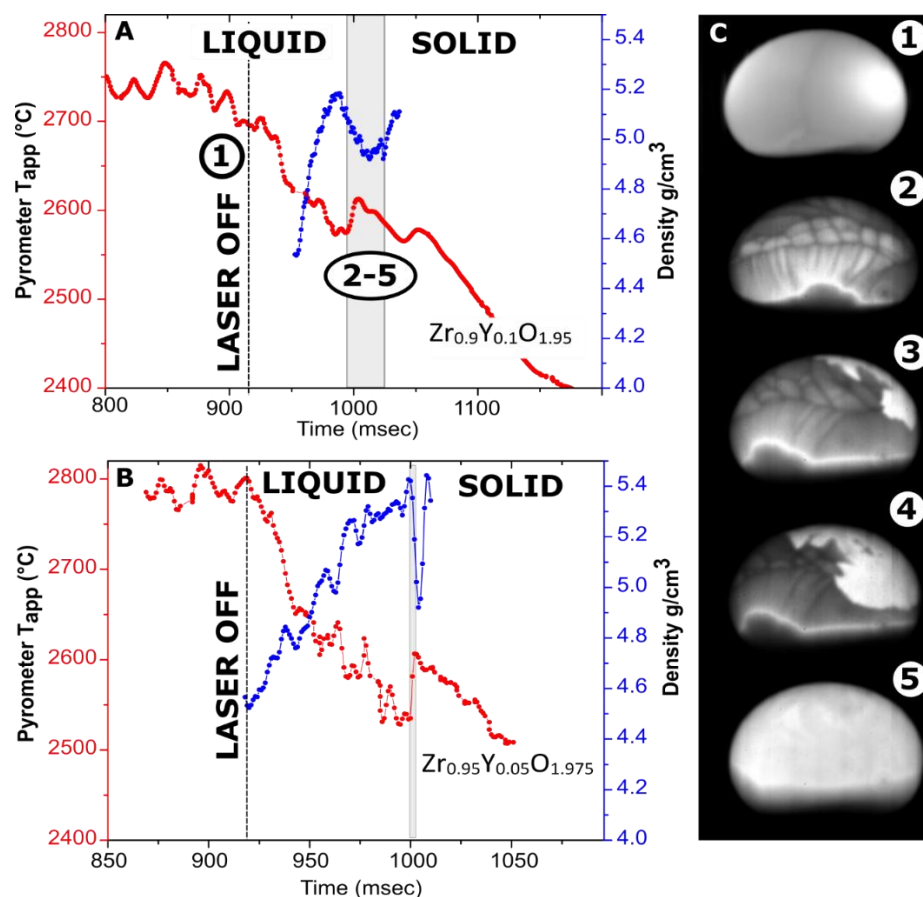 A
LIQUID
SOLID
C
1
2800
2700
2600
2500
2400
Pyrometer Tapp (°C)
1
LASER OFF
2-5
Zr0.9Y0.1O1.95
5.4
5.2
5.0
4.8
4.6
4.4
4.2
4.0
Density g/cm3
800
900
1000
1100
Time (msec)
2
3
B
LIQUID
SOLID
2800
2700
2600
2500
2400
Pyrometer Tapp (°C)
LASER OFF
Zr0.95Y0.05O1.975
5.4
5.2
5.0
4.8
4.6
4.4
4.2
4.0
Density g/cm3
850
900
950
1000
1050
Time (msec)
4
5